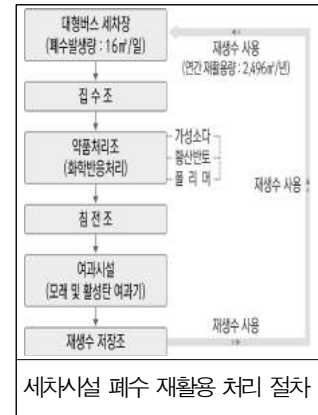 대형버스 세차장
(폐수발생량 : 16㎥/일)
재생수 사용
(연간 재활용량 : 2,496㎥/년)
집수조
약품처리조
(화학반응처리)
가성소다
황산반토
폴리머
재생수 사용
침전조
여과시설
(모래 및 활성탄 여과기)
재생수 사용
재생수 저장조
세차시설 폐수 재활용 처리 절차